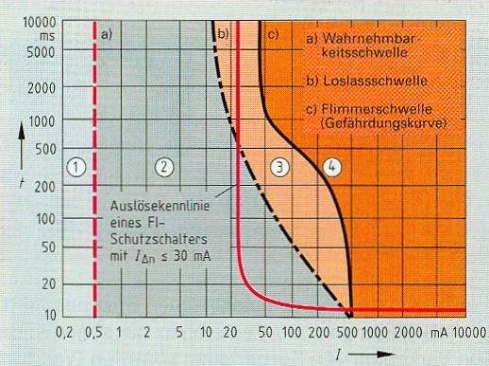 10000
ms
5000
2000
1000
500
200
100
50
20
10
t
a)
b)
c)
a) Wahrnehmbar-
keitsschwelle
b) Loslasschwelle
c) Flimmerschwelle
(Gefährdungskurve)
1
2
3
4
Auslösekennlinie
eines FI-
Schutzschalters
mit IΔn ≤ 30 mA
0,2 0,5 1 2 5 10 20 50 100 200 500 1000 2000 mA 10000
I